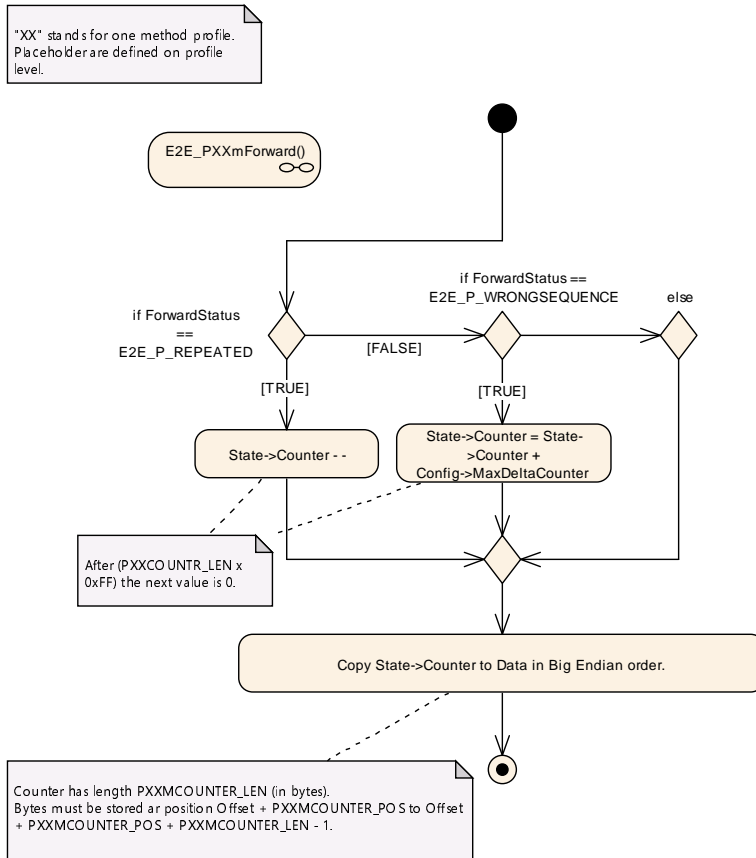 "XX" stands for one method profile.
Placeholder are defined on profile
level.
E2E_PXXmForward()
if ForwardStatus ==
E2E_P_WRONGSEQUENCE
else
if ForwardStatus
==
E2E_P_REPEATED
[FALSE]
[TRUE]
[TRUE]
State->Counter - -
State->Counter = State-
>Counter +
Config->MaxDeltaCounter
After (PXXCOUNTR_LEN x
0xFF) the next value is 0.
Copy State->Counter to Data in Big Endian order.
Counter has length PXXMCOUNTER_LEN (in bytes).
Bytes must be stored ar position Offset + PXXMCOUNTER_POS to Offset
+ PXXMCOUNTER_POS + PXXMCOUNTER_LEN - 1.